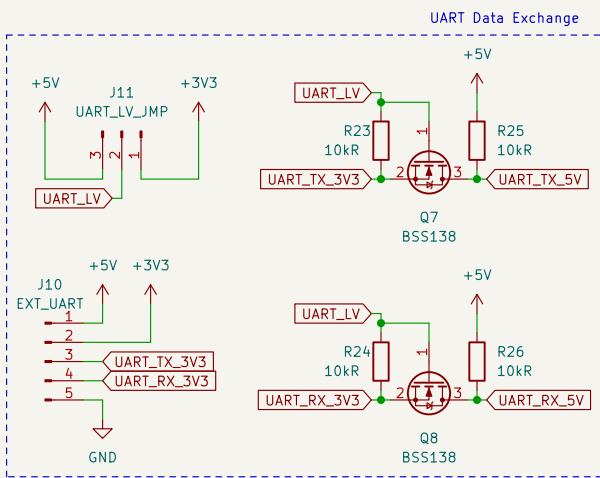 UART Data Exchange
+5V
J11
UART_LV_JMP
+3V3
3
2
1
UART_LV
UART_LV
R23
10kR
1
+5V
R25
10kR
UART_TX_3V3
2
3
UART_TX_5V
Q7
BSS138
J10
EXT_UART
+5V
+3V3
1
2
3
UART_TX_3V3
4
UART_RX_3V3
5
GND
UART_LV
R24
10kR
1
+5V
R26
10kR
UART_RX_3V3
2
3
UART_RX_5V
Q8
BSS138